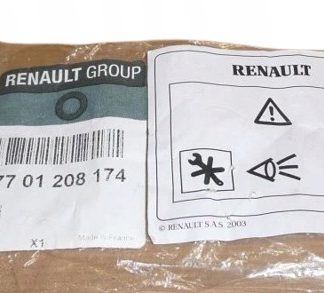 RENAULT GROUP
77 01 208 174
X1
Made in France
RENAULT
© RENAULT S.A.S. 2003